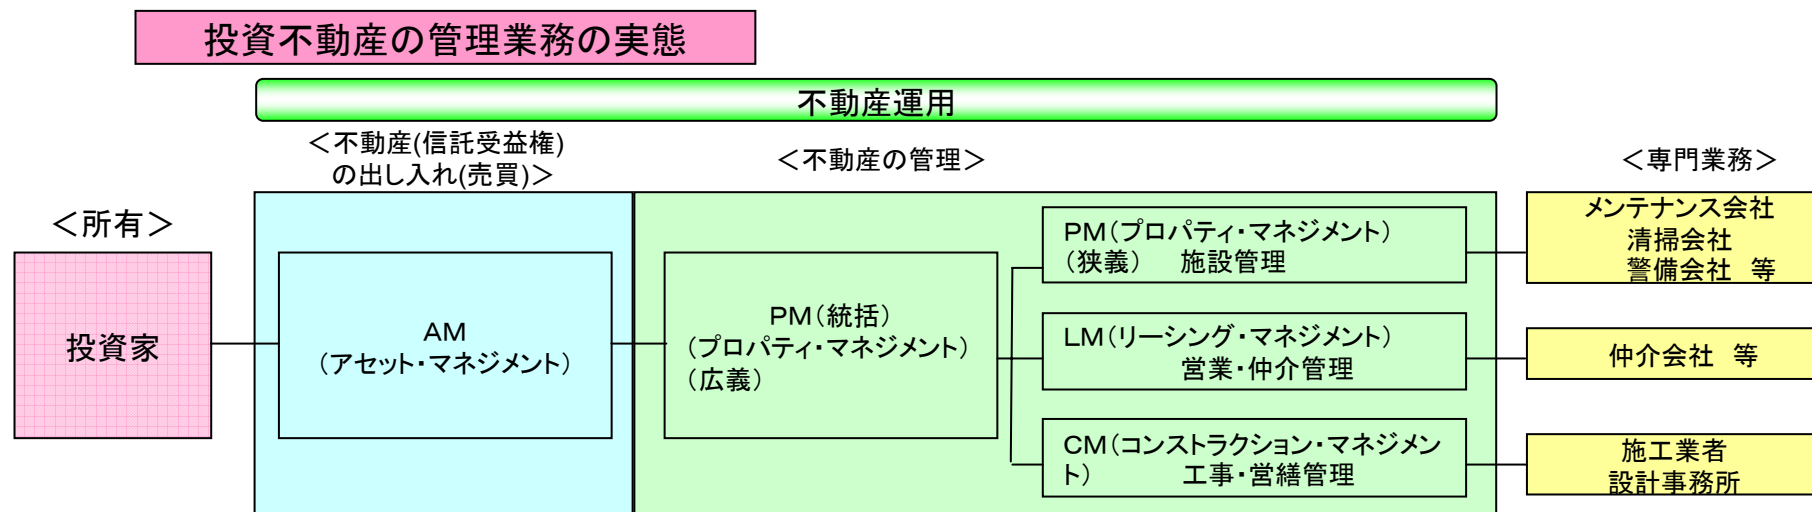 投資不動産の管理業務の実態
不動産運用
＜不動産(信託受益権)
の出し入れ(売買)＞
＜不動産の管理＞
＜専門業務＞
＜所有＞
投資家
AM
（アセット・マネジメント）
PM（統括）
（プロパティ・マネジメント）
（広義）
PM（プロパティ・マネジメント）
（狭義）　施設管理
LM（リーシング・マネジメント）
営業・仲介管理
CM（コンストラクション・マネジメン
ト）　工事・営繕管理
メンテナンス会社
清掃会社
警備会社　等
仲介会社　等
施工業者
設計事務所